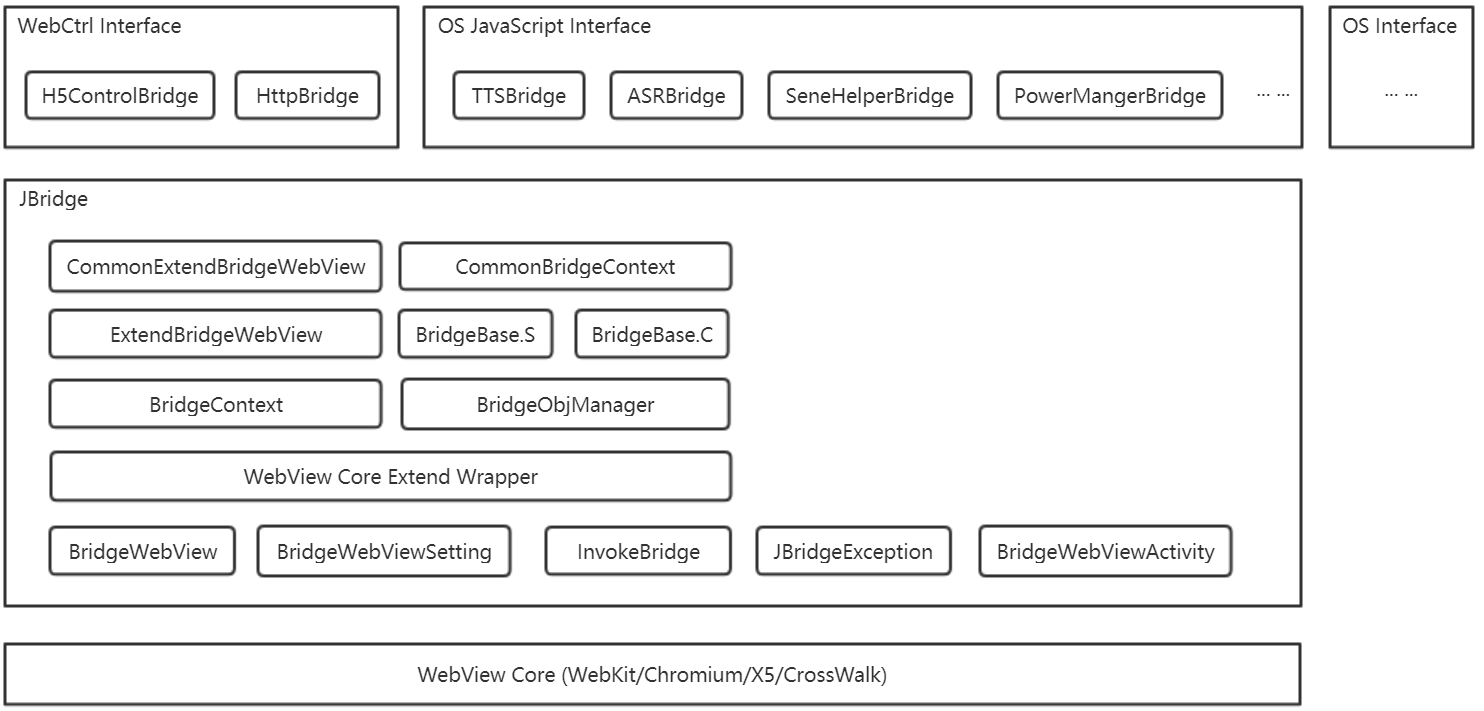 WebCtrl Interface
H5ControlBridge
HttpBridge
OS JavaScript Interface
TTSBridge
ASRBridge
SeneHelperBridge
PowerMangerBridge
... ...
OS Interface
... ...
JBridge
CommonExtendBridgeWebView
CommonBridgeContext
ExtendBridgeWebView
BridgeBase.S
BridgeBase.C
BridgeContext
BridgeObjManager
WebView Core Extend Wrapper
BridgeWebView
BridgeWebViewSetting
InvokeBridge
JBridgeException
BridgeWebViewActivity
WebView Core (WebKit/Chromium/X5/CrossWalk)